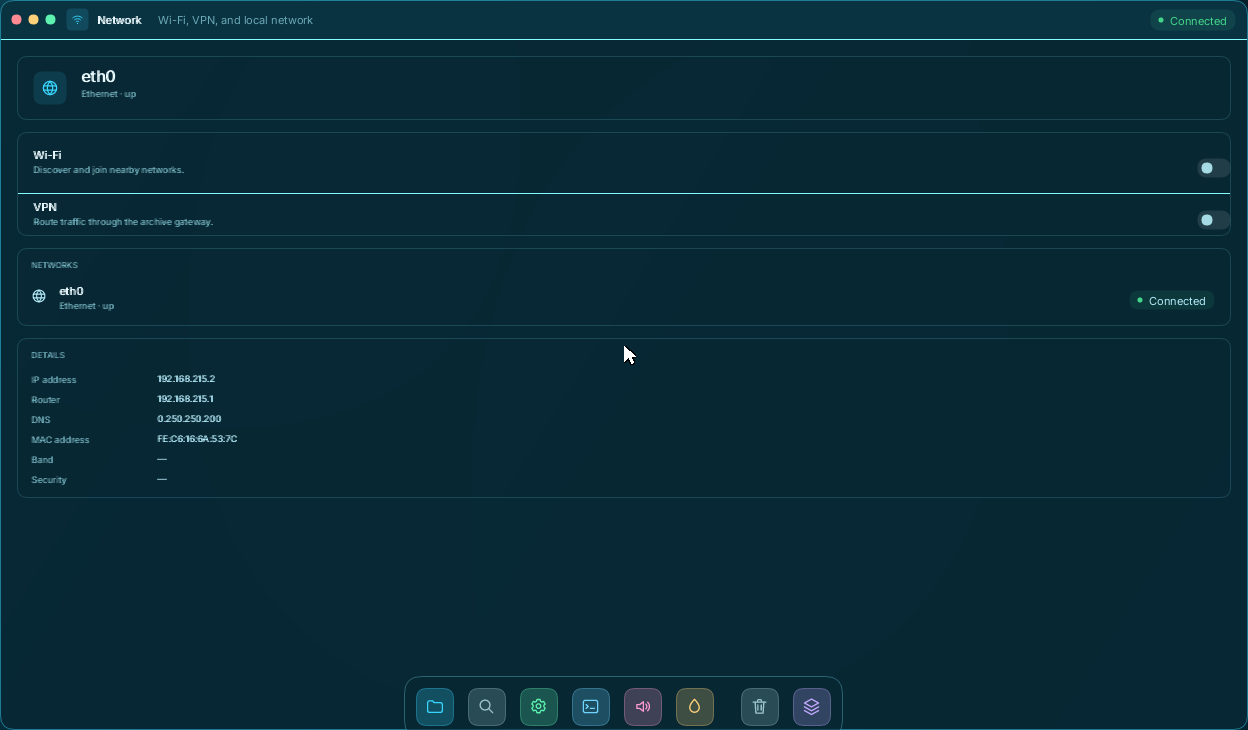 Network Wi-Fi, VPN, and local network Connected
eth0
Ethernet · up
Wi-Fi
Discover and join nearby networks.
VPN
Route traffic through the archive gateway.
NETWORKS
eth0
Ethernet · up
Connected
DETAILS
IP address 192.168.215.2
Router 192.168.215.1
DNS 0.250.250.200
MAC address FE:C6:16:6A:53:7C
Band —
Security —